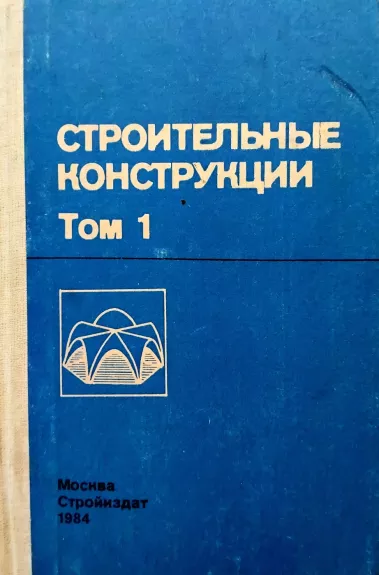 СТРОИТЕЛЬНЫЕ
КОНСТРУКЦИИ
Том 1
Москва
Стройиздат
1984